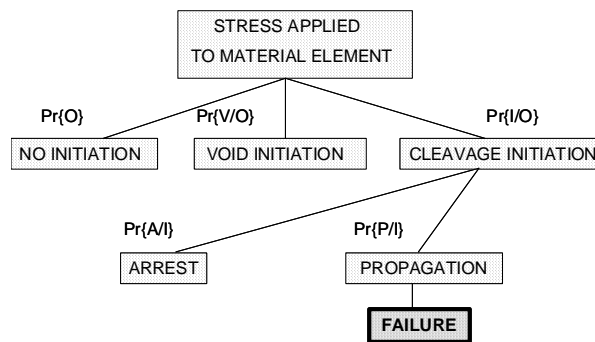 STRESS APPLIED
TO MATERIAL ELEMENT
Pr{O}
Pr{V/O}
Pr{I/O}
NO INITIATION
VOID INITIATION
CLEAVAGE INITIATION
Pr{A/I}
Pr{P/I}
ARREST
PROPAGATION
FAILURE